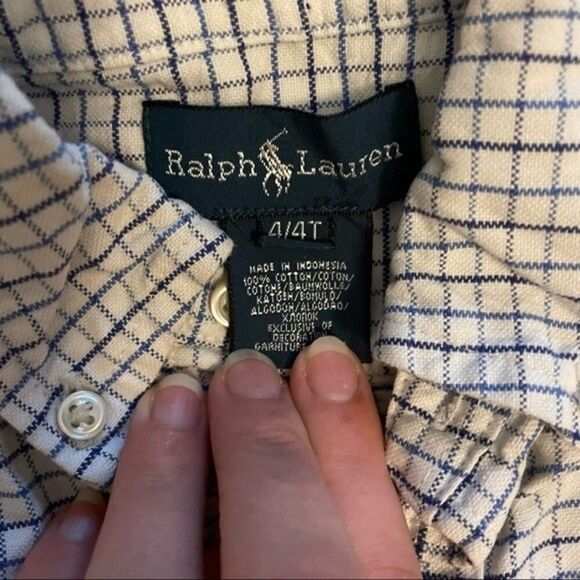 Ralph Lauren
4/4T
MADE IN INDONESIA
100% COTTON/COTON/
COTONE/BAUMWOLLE/
KATOEN/BOMULD/
ALGODON/ALGODAO/
ХЛОПОК
EXCLUSIVE OF
DECORATION
GARNITURE